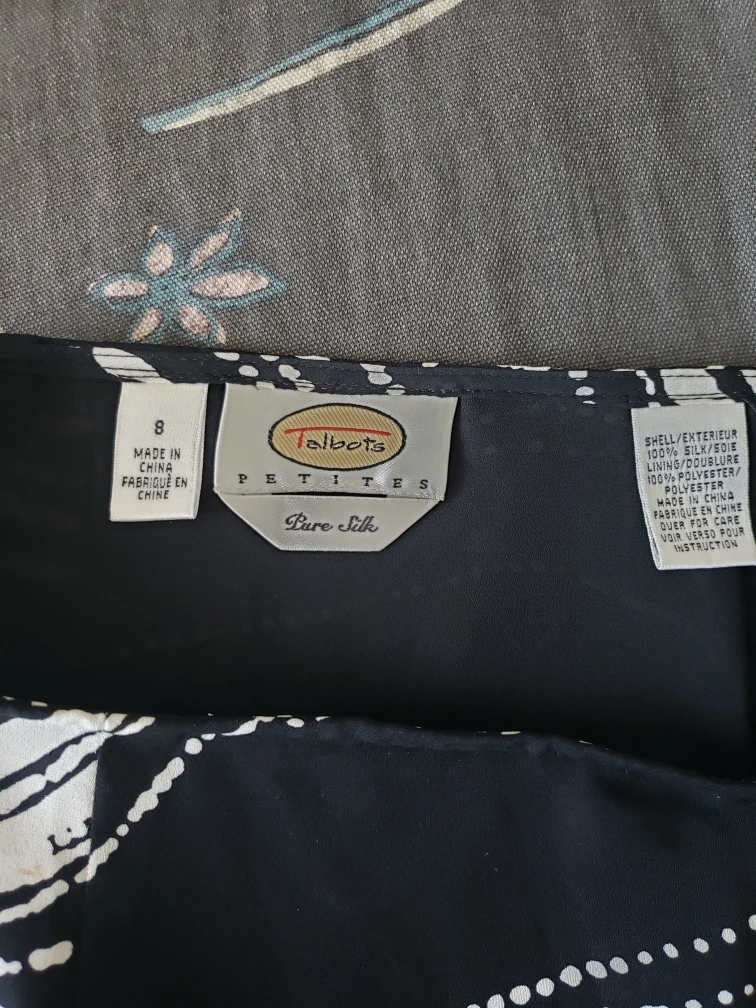 8
MADE IN
CHINA
FABRIQUÉ EN
CHINE
Talbots
PETITES
Pure Silk
SHELL/EXTERIEUR
100% SILK/SOIE
LINING/DOUBLURE
100% POLYESTER/
POLYESTER
MADE IN CHINA
FABRIQUE EN CHINE
OVER FOR CARE
VOIR VERSO POUR
INSTRUCTION